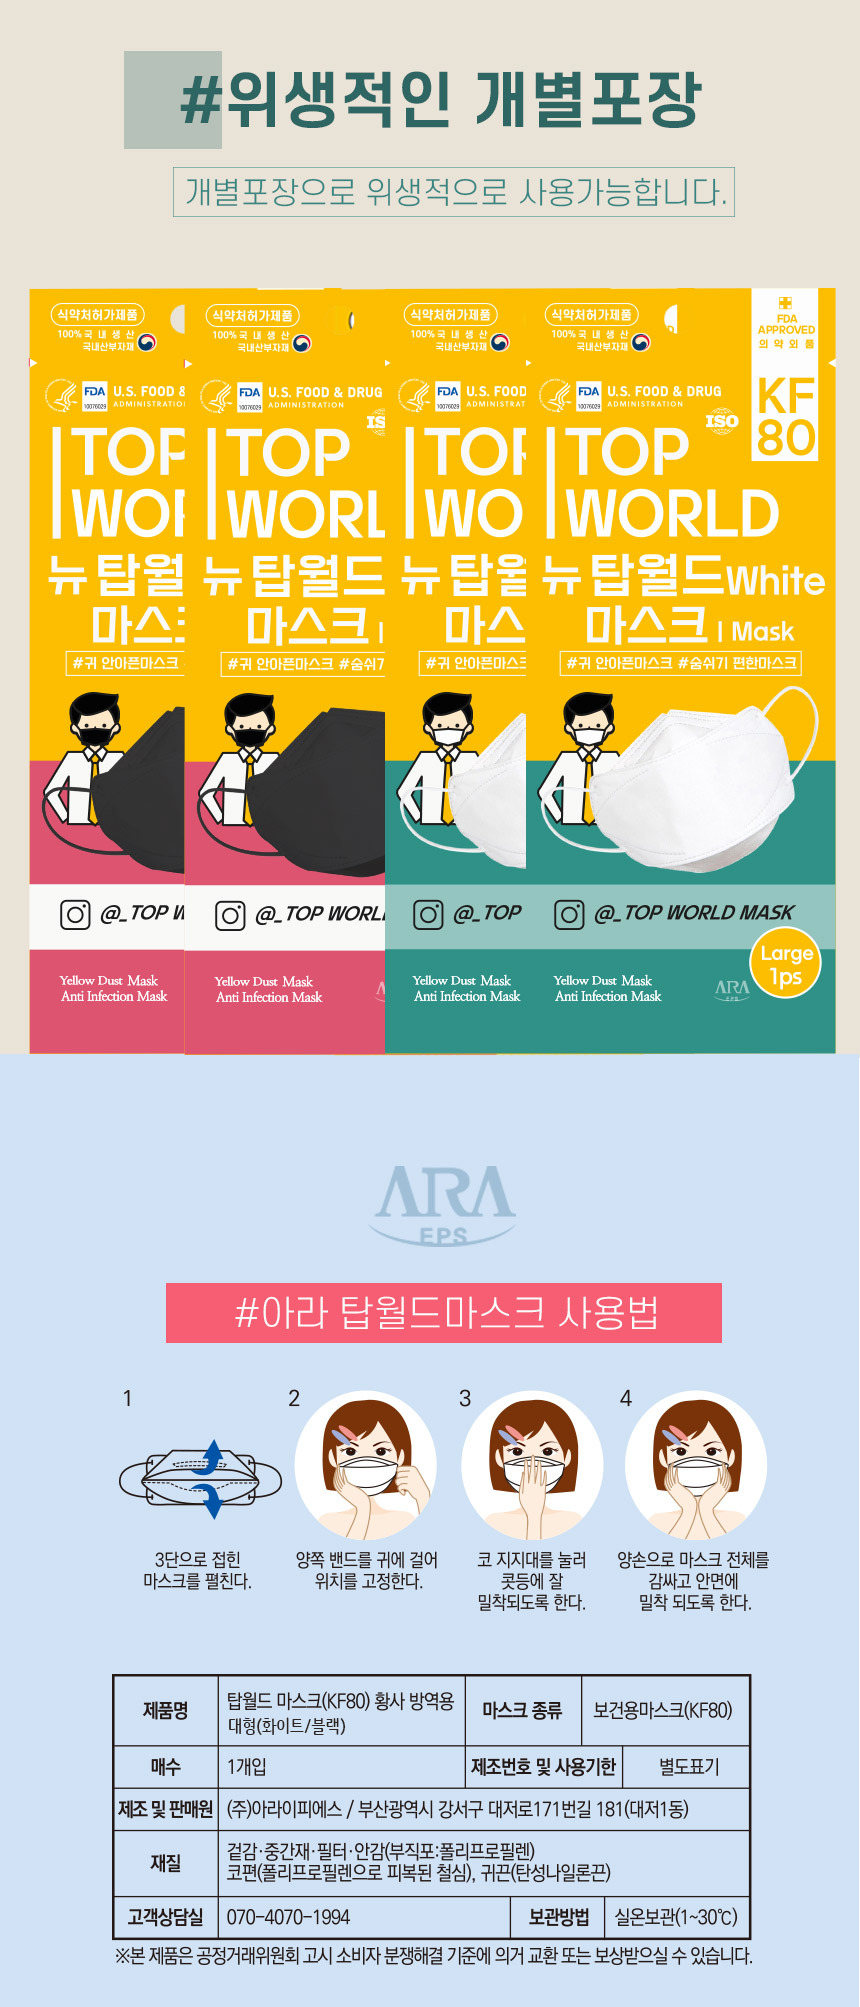 #위생적인 개별포장
개별포장으로 위생적으로 사용가능합니다.
식약처허가제품
100% 국 내 생 산
국내산부자재
FDA
10076029
U.S. FOOD &
ADMINISTRATIO
TOP
WOR
뉴 탑월
마스크
#귀 안아픈마스크
@_TOP W
Yellow Dust Mask
Anti Infection Mask
식약처허가제품
100% 국 내 생 산
국내산부자재
FDA
10076029
U.S. FOOD & DRUG
ADMINISTRATION
ISO
TOP
WORL
뉴 탑월드
마스크 |
#귀 안아픈마스크 #숨쉬기
@_TOP WORL
Yellow Dust Mask
Anti Infection Mask
식약처허가제품
100% 국 내 생 산
국내산부자재
FDA
10076029
U.S. FOOD
ADMINISTRAT
TOP
WO
뉴 탑월
마스
#귀 안아픈마스크
@_TOP
Yellow Dust Mask
Anti Infection Mask
식약처허가제품
100% 국 내 생 산
국내산부자재
FDA
APPROVED
의 약 외 품
KF
80
FDA
10076029
U.S. FOOD & DRUG
ADMINISTRATION
ISO
TOP
WORLD
뉴 탑월드White
마스크 | Mask
#귀 안아픈마스크 #숨쉬기 편한마스크
@_TOP WORLD MASK
Large
1ps
Yellow Dust Mask
Anti Infection Mask
ARA
EPS
ARA
EPS
#아라 탑월드마스크 사용법
1
3단으로 접힌
마스크를 펼친다.
2
양쪽 밴드를 귀에 걸어
위치를 고정한다.
3
코 지지대를 눌러
콧등에 잘
밀착되도록 한다.
4
양손으로 마스크 전체를
감싸고 안면에
밀착 되도록 한다.
제품명 탑월드 마스크(KF80) 황사 방역용 마스크 종류 보건용마스크(KF80)
대형(화이트/블랙)
매수 1개입 제조번호 및 사용기한 별도표기
제조 및 판매원 (주)아라이피에스 / 부산광역시 강서구 대저로171번길 181(대저1동)
재질 겉감·중간재·필터·안감(부직포:폴리프로필렌)
코편(폴리프로필렌으로 피복된 철심), 귀끈(탄성나일론끈)
고객상담실 070-4070-1994 보관방법 실온보관(1~30℃)
※본 제품은 공정거래위원회 고시 소비자 분쟁해결 기준에 의거 교환 또는 보상받으실 수 있습니다.